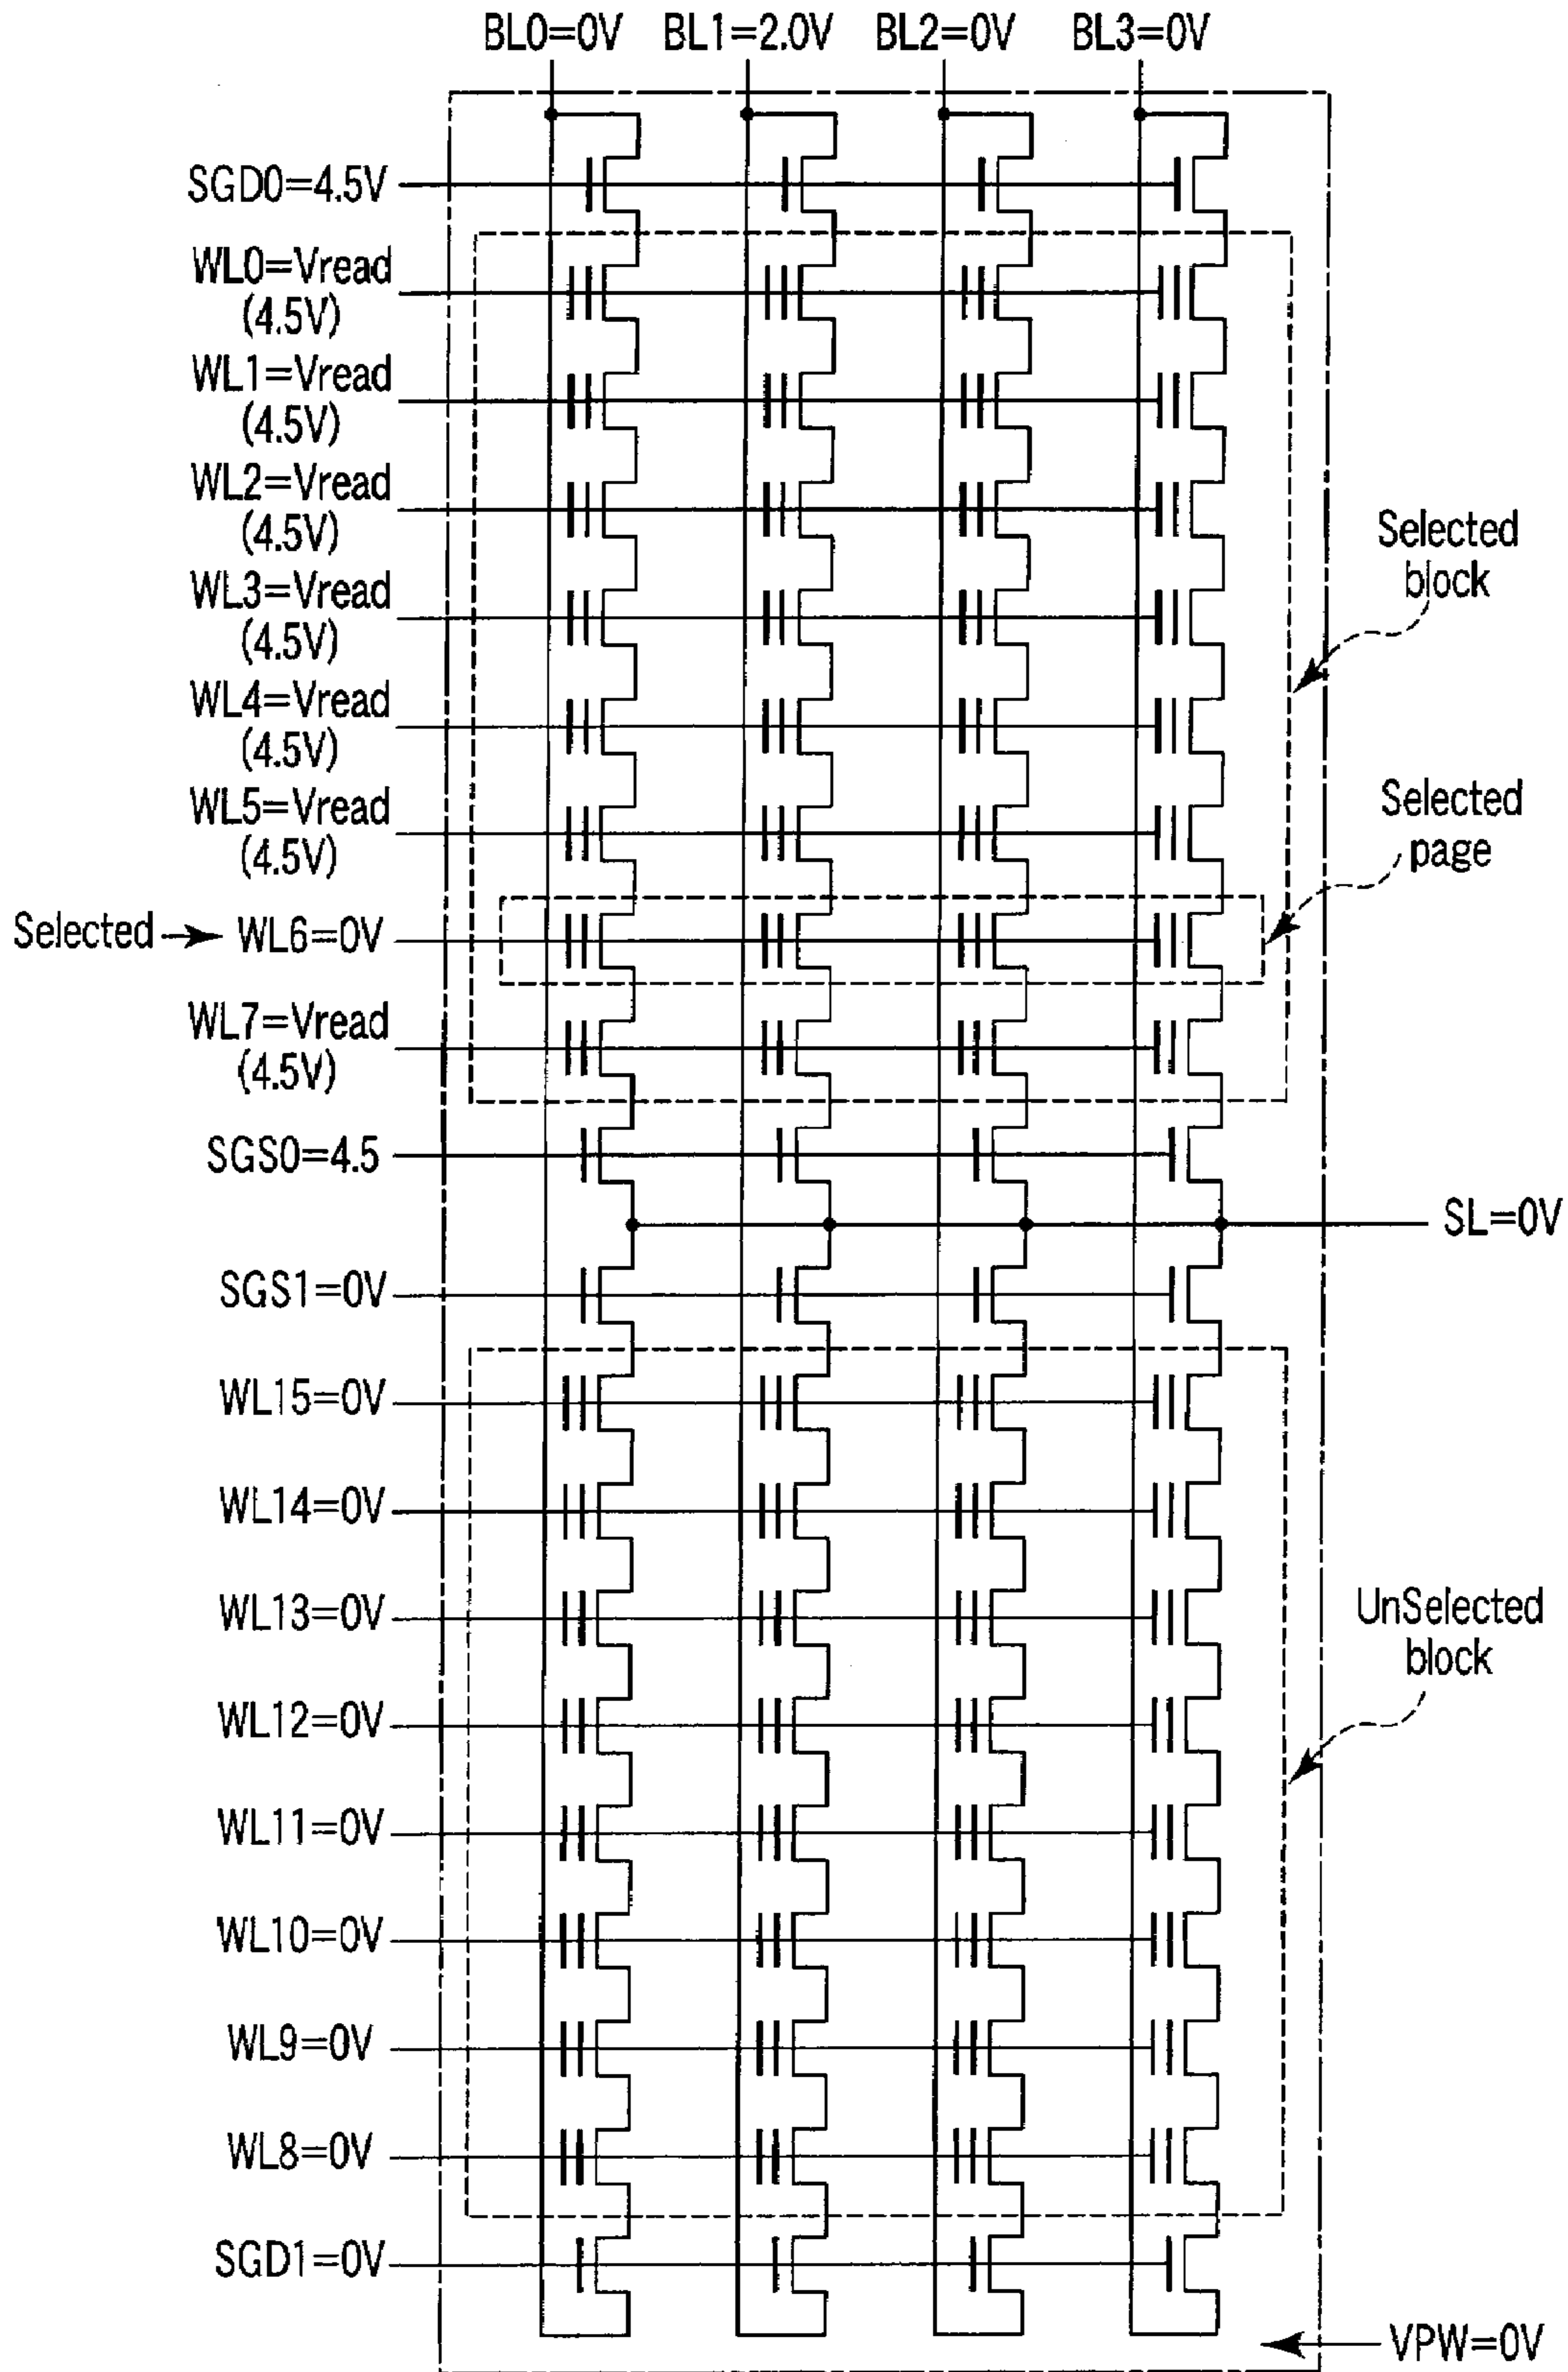 BL0=0V BL1=2.0V BL2=0V BL3=0V
SGD0=4.5V
WL0=Vread
(4.5V)
WL1=Vread
(4.5V)
WL2=Vread
(4.5V)
Selected
block
WL3=Vread
(4.5V)
WL4=Vread
(4.5V)
WL5=Vread
(4.5V)
Selected
page
Selected WL6=0V
WL7=Vread
(4.5V)
SGS0=4.5
SL=0V
SGS1=0V
WL15=0V
WL14=0V
WL13=0V
UnSelected
block
WL12=0V
WL11=0V
WL10=0V
WL9=0V
WL8=0V
SGD1=0V
VPW=0V